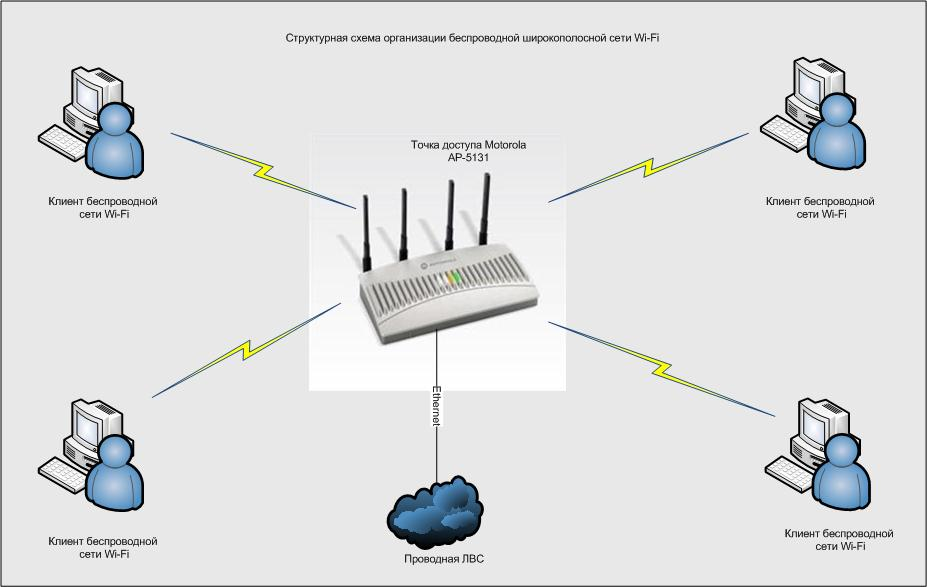 Структурная схема организации беспроводной широкополосной сети Wi-Fi
Точка доступа Motorola
AP-5131
Клиент беспроводной
сети Wi-Fi
Клиент беспроводной
сети Wi-Fi
MOTOROLA
Ethernet
Клиент беспроводной
сети Wi-Fi
Клиент беспроводной
сети Wi-Fi
Проводная ЛВС